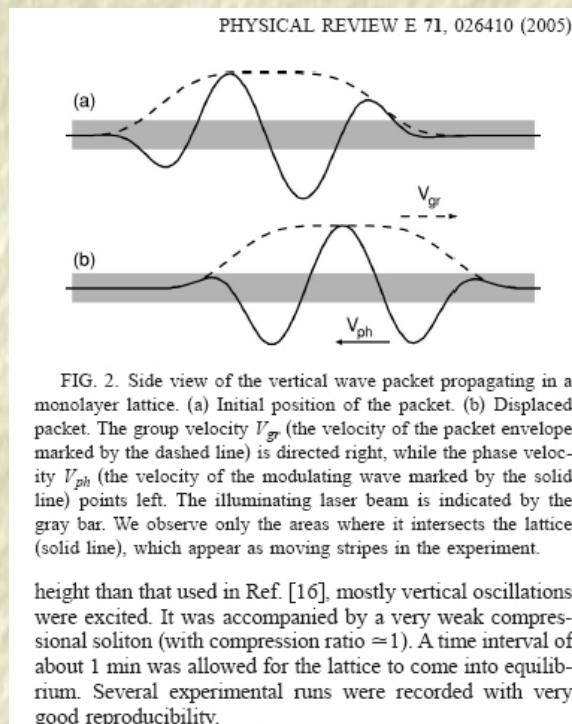 PHYSICAL REVIEW E 71, 026410 (2005)
(a)
V_gr
(b)
V_ph
FIG. 2. Side view of the vertical wave packet propagating in a
monolayer lattice. (a) Initial position of the packet. (b) Displaced
packet. The group velocity V_gr (the velocity of the packet envelope
marked by the dashed line) is directed right, while the phase veloc-
ity V_ph (the velocity of the modulating wave marked by the solid
line) points left. The illuminating laser beam is indicated by the
gray bar. We observe only the areas where it intersects the lattice
(solid line), which appear as moving stripes in the experiment.
height than that used in Ref. [16], mostly vertical oscillations
were excited. It was accompanied by a very weak compres-
sional soliton (with compression ratio ≃1). A time interval of
about 1 min was allowed for the lattice to come into equilib-
rium. Several experimental runs were recorded with very
good reproducibility.